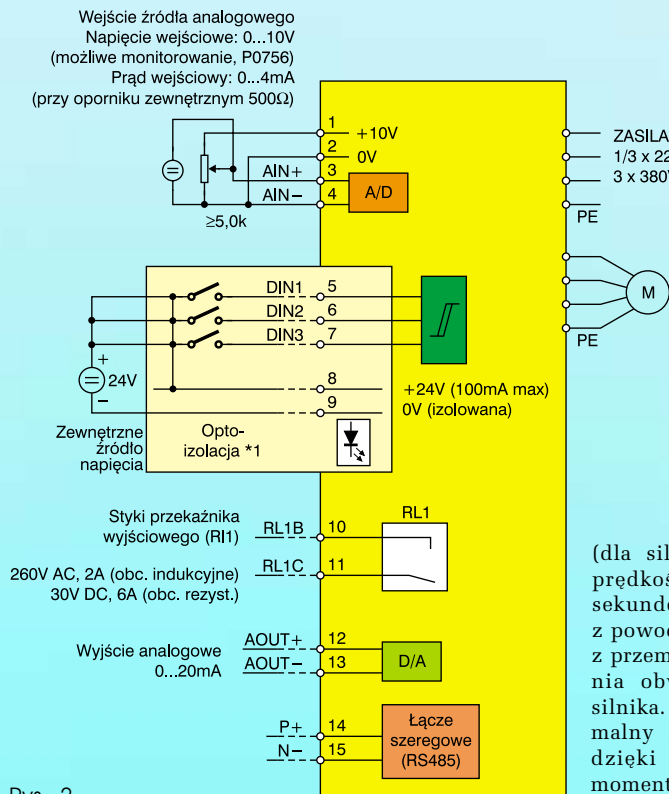 Wejście źródła analogowego
Napięcie wejściowe: 0...10V
(możliwe monitorowanie, P0756)
Prąd wejściowy: 0...4mA
(przy oporniku zewnętrznym 500Ω)
1
+10V
2
0V
AIN+ 3
AIN− 4
A/D
≥5,0k
ZASILA
1/3 x 22
3 x 380V
PE
M
PE
DIN1 5
DIN2 6
DIN3 7
+
24V
−
8
9
+24V (100mA max)
0V (izolowana)
Zewnętrzne
źródło
napięcia
Opto-
izolacja *1
Styki przekaźnika
wyjściowego (Rl1)
RL1B 10
RL1
RL1C 11
260V AC, 2A (obc. indukcyjne)
30V DC, 6A (obc. rezyst.)
Wyjście analogowe
0...20mA
AOUT+ 12
AOUT− 13
D/A
P+ 14
N− 15
Łącze
szeregowe
(RS485)
(dla sil
prędkoś
sekundo
z powod
z przem
nia obw
silnika.
malny
dzięki
moment